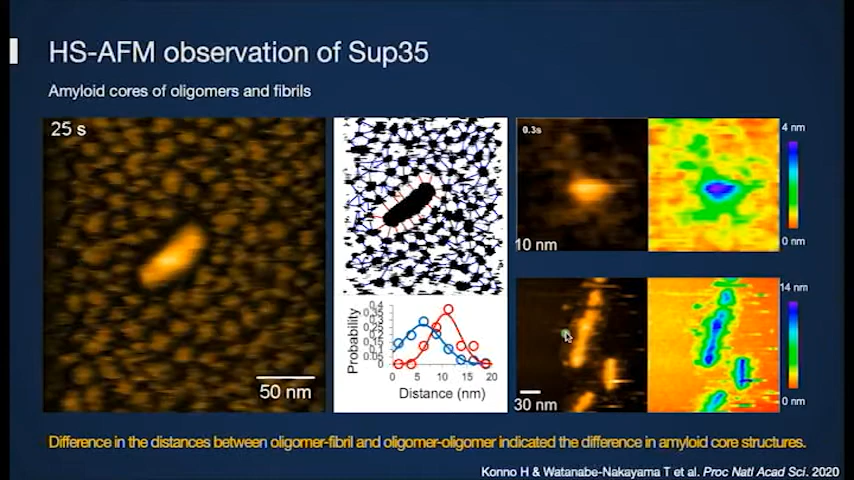 HS-AFM observation of Sup35
Amyloid cores of oligomers and fibrils
25 s
50 nm
Probability
0.4
0.35
0.3
0.25
0.2
0.15
0.1
0.05
0
0 5 10 15 20
Distance (nm)
0.3s
10 nm
4 nm
0 nm
30 nm
14 nm
0 nm
Difference in the distances between oligomer-fibril and oligomer-oligomer indicated the difference in amyloid core structures.
Konno H & Watanabe-Nakayama T et al. Proc Natl Acad Sci. 2020